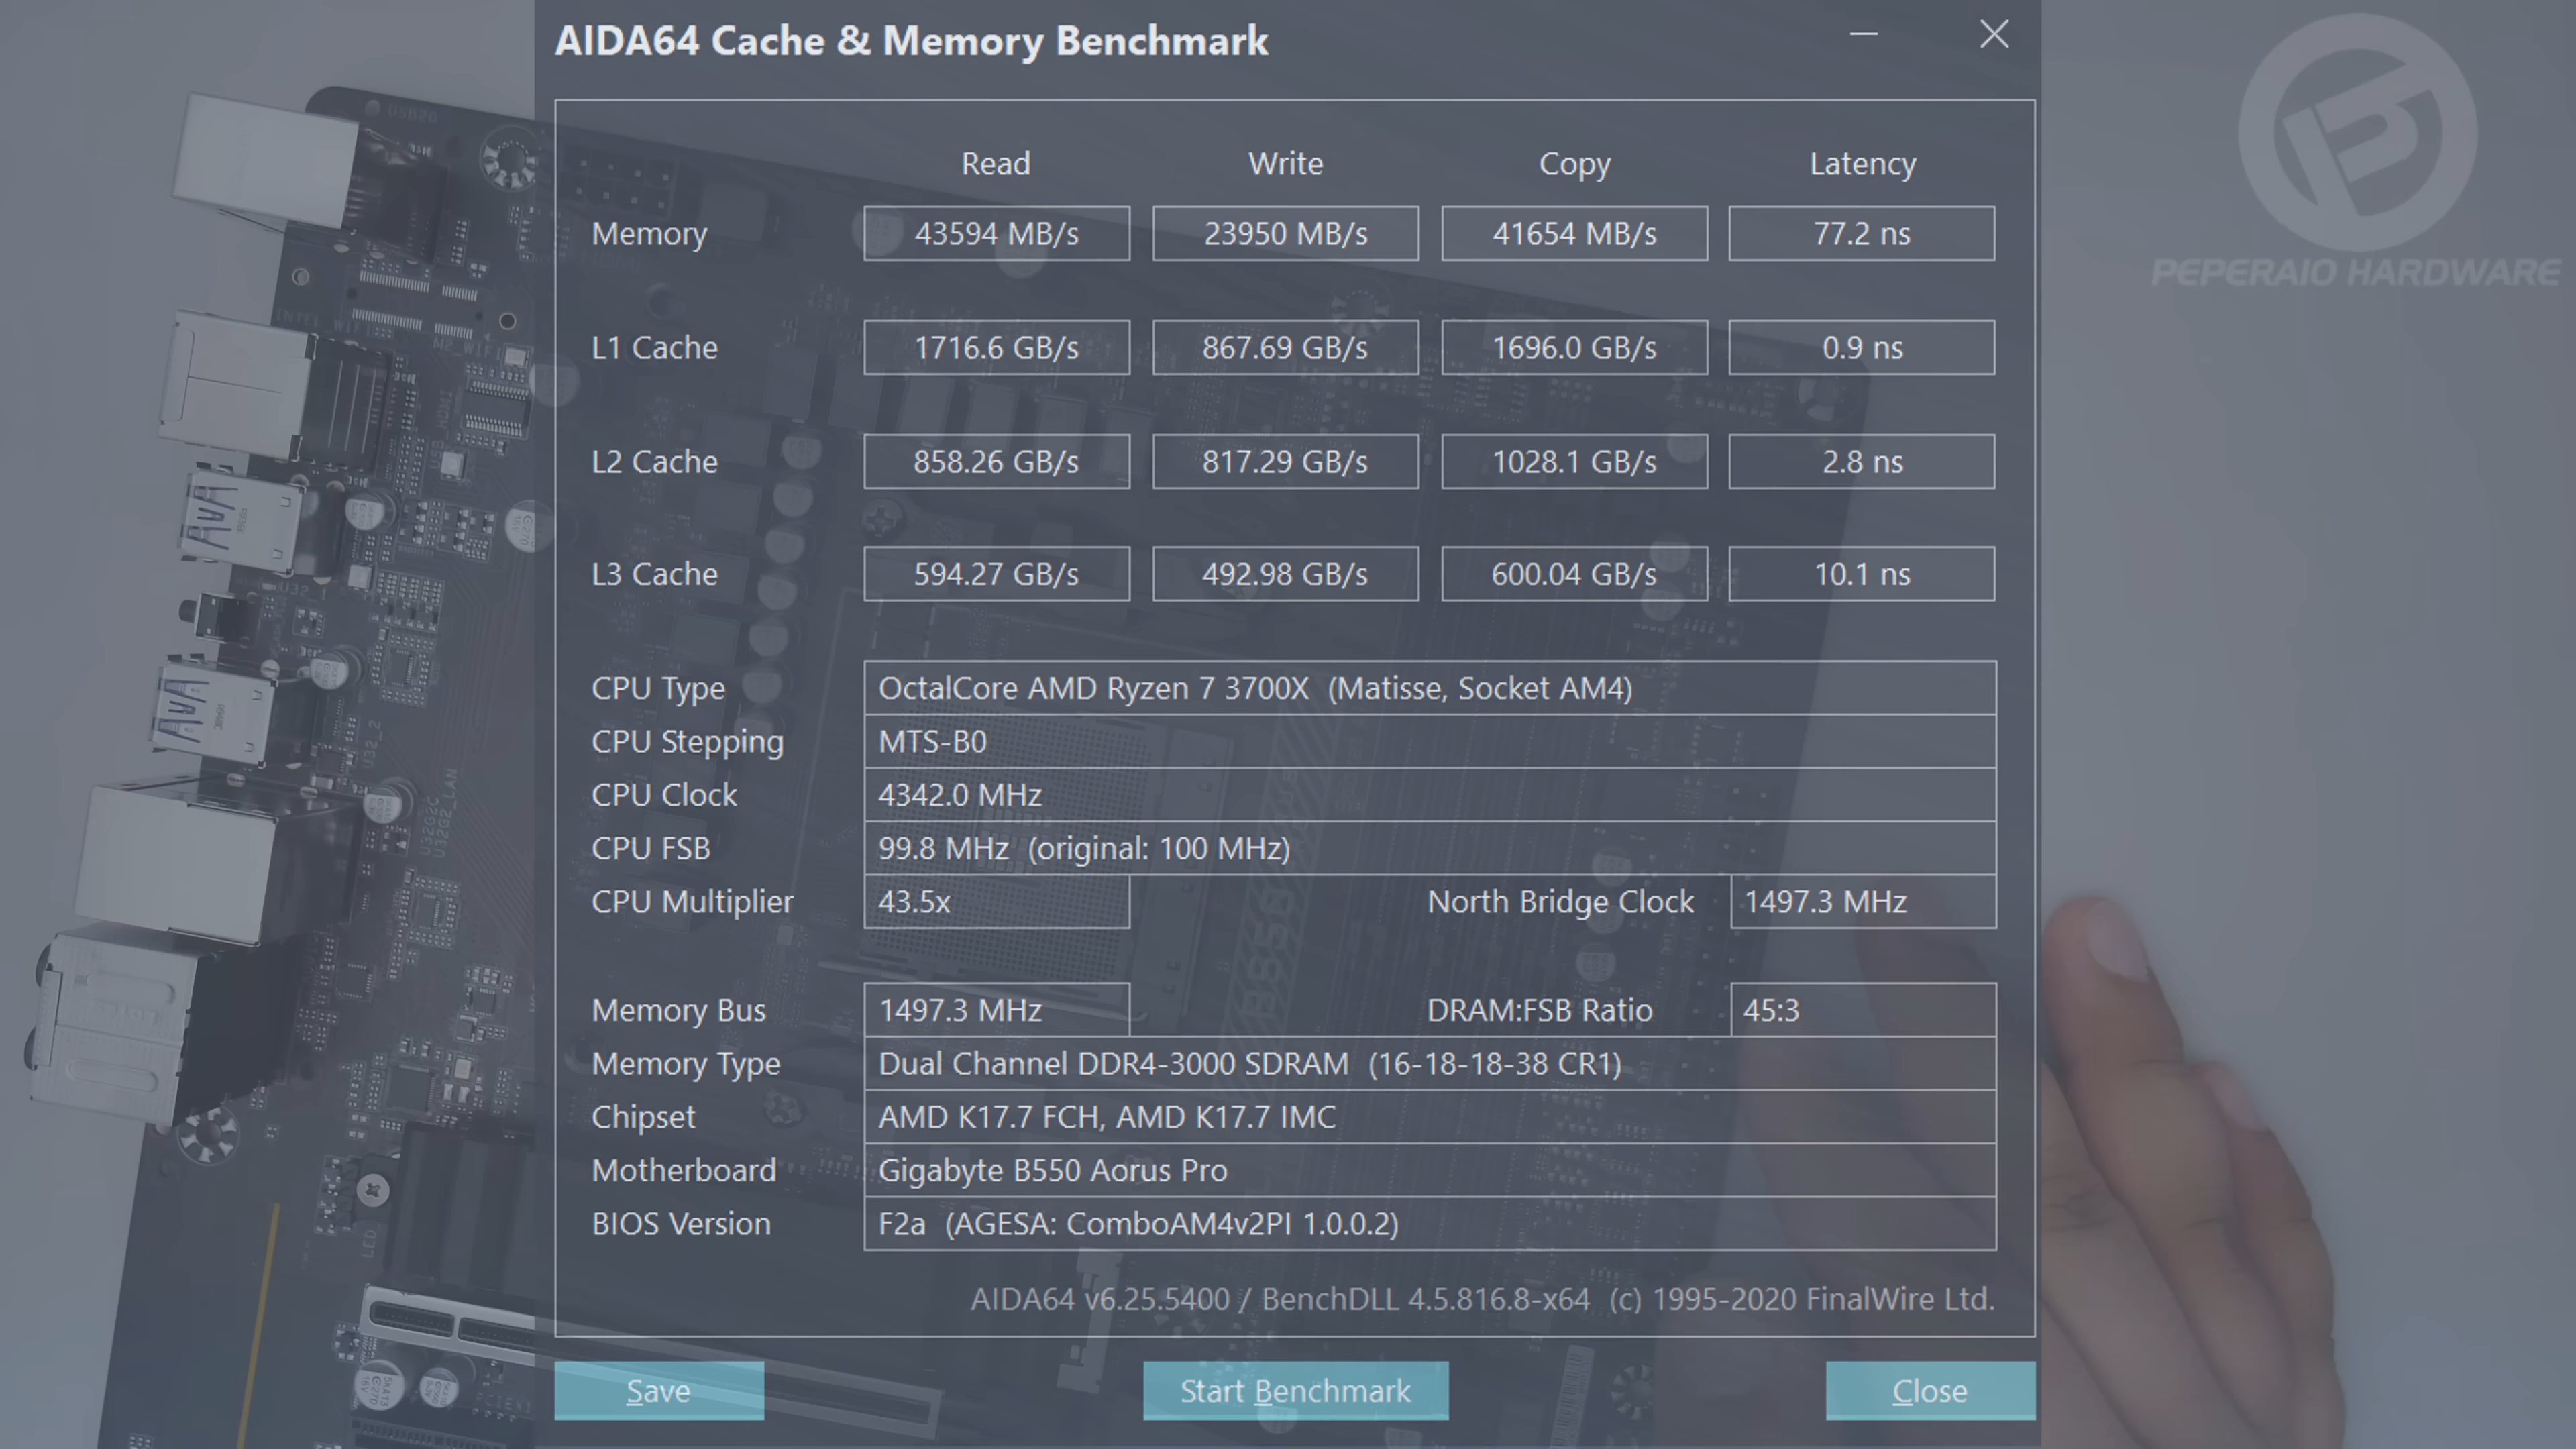 AIDA64 Cache & Memory Benchmark
PEPERAIO HARDWARE
Read Write Copy Latency
Memory 43594 MB/s 23950 MB/s 41654 MB/s 77.2 ns
L1 Cache 1716.6 GB/s 867.69 GB/s 1696.0 GB/s 0.9 ns
L2 Cache 858.26 GB/s 817.29 GB/s 1028.1 GB/s 2.8 ns
L3 Cache 594.27 GB/s 492.98 GB/s 600.04 GB/s 10.1 ns
CPU Type OctalCore AMD Ryzen 7 3700X (Matisse, Socket AM4)
CPU Stepping MTS-B0
CPU Clock 4342.0 MHz
CPU FSB 99.8 MHz (original: 100 MHz)
CPU Multiplier 43.5x North Bridge Clock 1497.3 MHz
Memory Bus 1497.3 MHz DRAM:FSB Ratio 45:3
Memory Type Dual Channel DDR4-3000 SDRAM (16-18-18-38 CR1)
Chipset AMD K17.7 FCH, AMD K17.7 IMC
Motherboard Gigabyte B550 Aorus Pro
BIOS Version F2a (AGESA: ComboAM4v2PI 1.0.0.2)
AIDA64 v6.25.5400 / BenchDLL 4.5.816.8-x64 (c) 1995-2020 FinalWire Ltd.
Save Start Benchmark Close
U32_2
U32G2C
U32G2_LAN
LED
B550